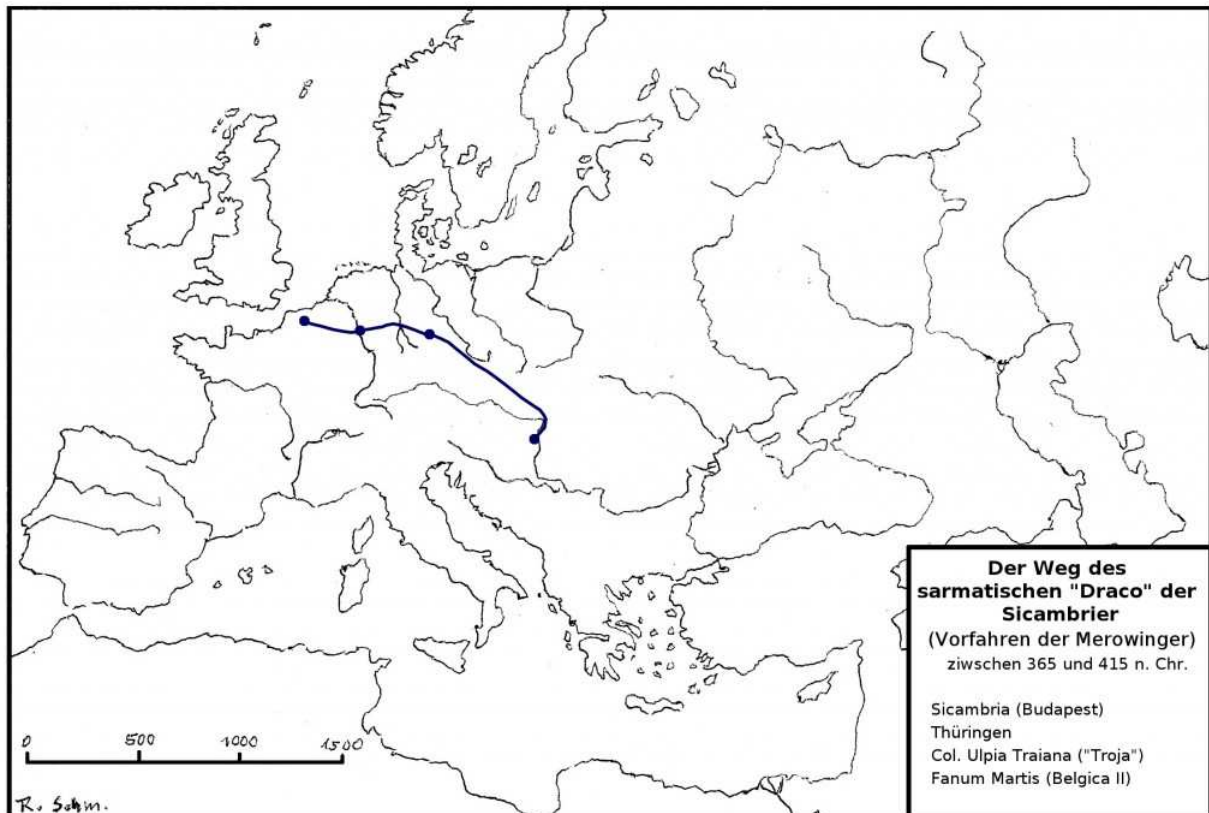 Der Weg des
sarmatischen "Draco" der
Sicambrier
(Vorfahren der Merowinger)
ziwschen 365 und 415 n. Chr.
Sicambria (Budapest)
Thüringen
Col. Ulpia Traiana ("Troja")
Fanum Martis (Belgica II)
0 500 1000 1500
R. Schm.